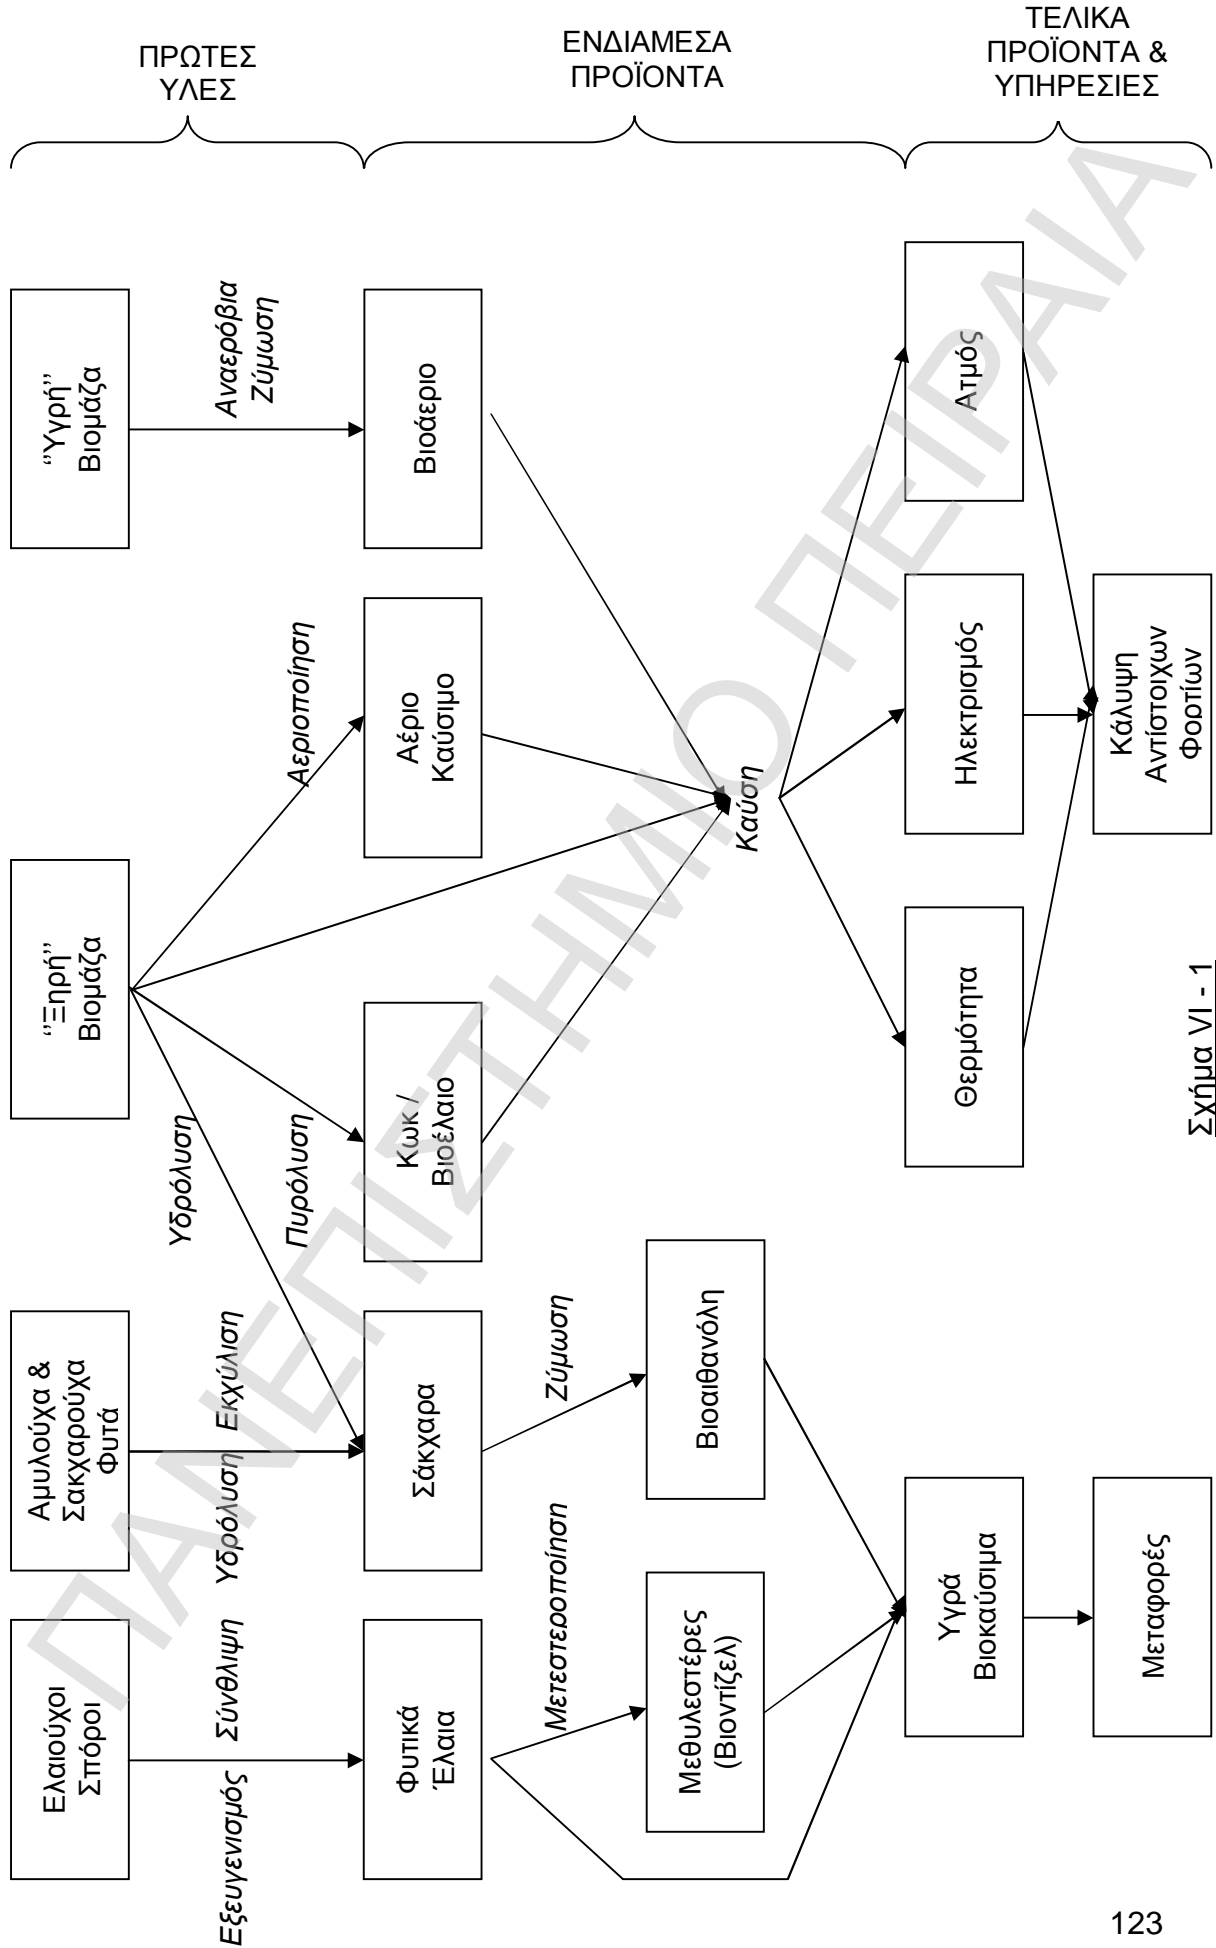 ΠΡΩΤΕΣ
ΥΛΕΣ
ΕΝΔΙΑΜΕΣΑ
ΠΡΟΪΟΝΤΑ
ΤΕΛΙΚΑ
ΠΡΟΪΟΝΤΑ &
ΥΠΗΡΕΣΙΕΣ
Ελαιούχοι
Σπόροι
Αμυλούχα &
Σακχαρούχα
Φυτά
“Ξηρή”
Βιομάζα
“Υγρή”
Βιομάζα
Εξευγενισμός
Σύνθλιψη
Υδρόλυση
Εκχύλιση
Υδρόλυση
Πυρόλυση
Αεριοποίηση
Αναερόβια
Ζύμωση
Φυτικά
Έλαια
Σάκχαρα
Κωκ /
Βιοέλαιο
Αέριο
Καύσιμο
Βιοάεριο
Μετεστεροποίηση
Ζύμωση
Μεθυλεστέρες
(Βιοντίζελ)
Βιοαιθανόλη
Καύση
Υγρά
Βιοκαύσιμα
Θερμότητα
Ηλεκτρισμός
Ατμός
Μεταφορές
Κάλυψη
Αντίστοιχων
Φορτίων
Σχήμα VI - 1
123
ΠΑΝΕΠΙΣΤΗΜΙΟ ΠΕΙΡΑΙΑ